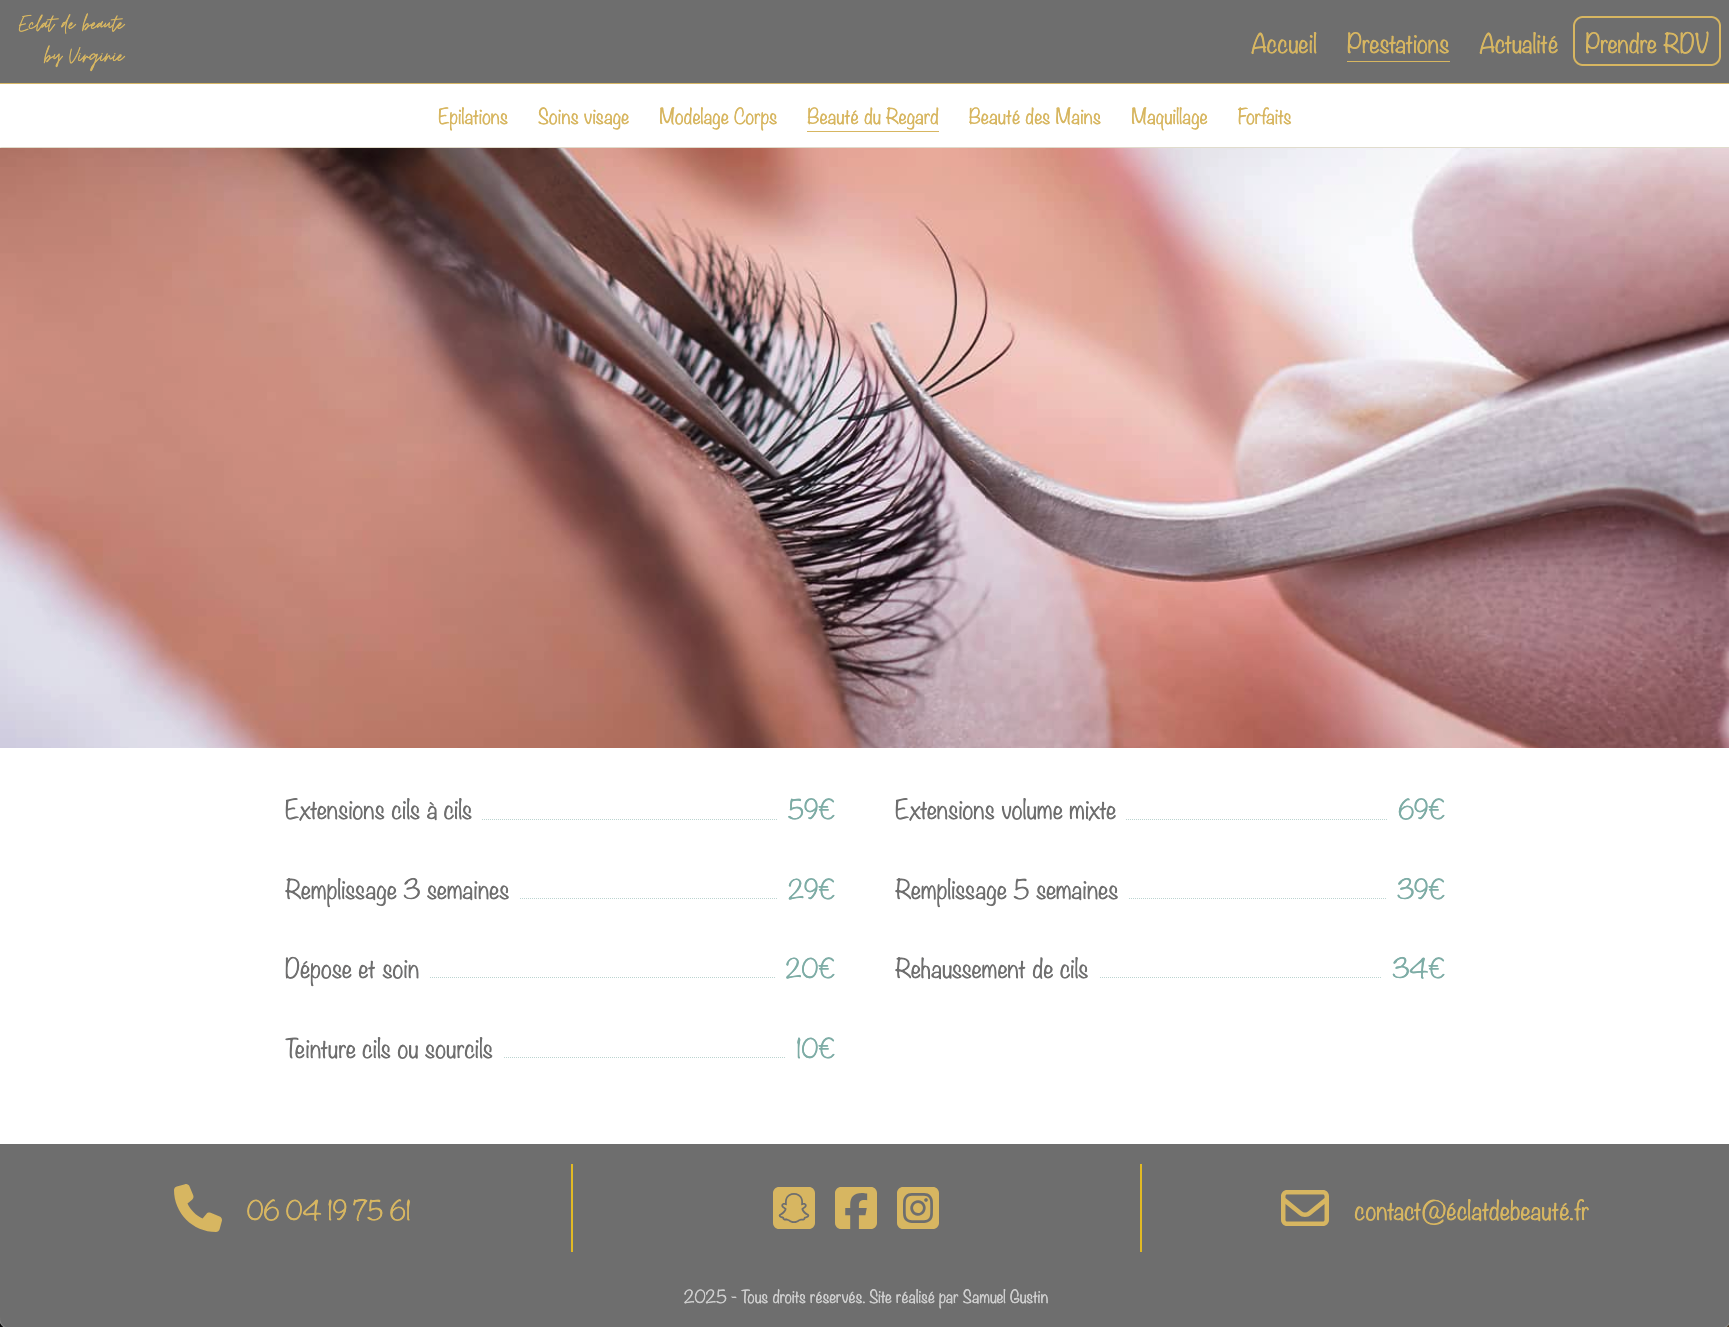 Eclat de beaute
by Virginie
Accueil Prestations Actualité Prendre RDV
Epilations Soins visage Modelage Corps Beauté du Regard Beauté des Mains Maquillage Forfaits
Extensions cils à cils 59€
Extensions volume mixte 69€
Remplissage 3 semaines 29€
Remplissage 5 semaines 39€
Dépose et soin 20€
Rehaussement de cils 34€
Teinture cils ou sourcils 10€
06 04 19 75 61
contact@éclatdebeauté.fr
2025 - Tous droits réservés. Site réalisé par Samuel Gustin